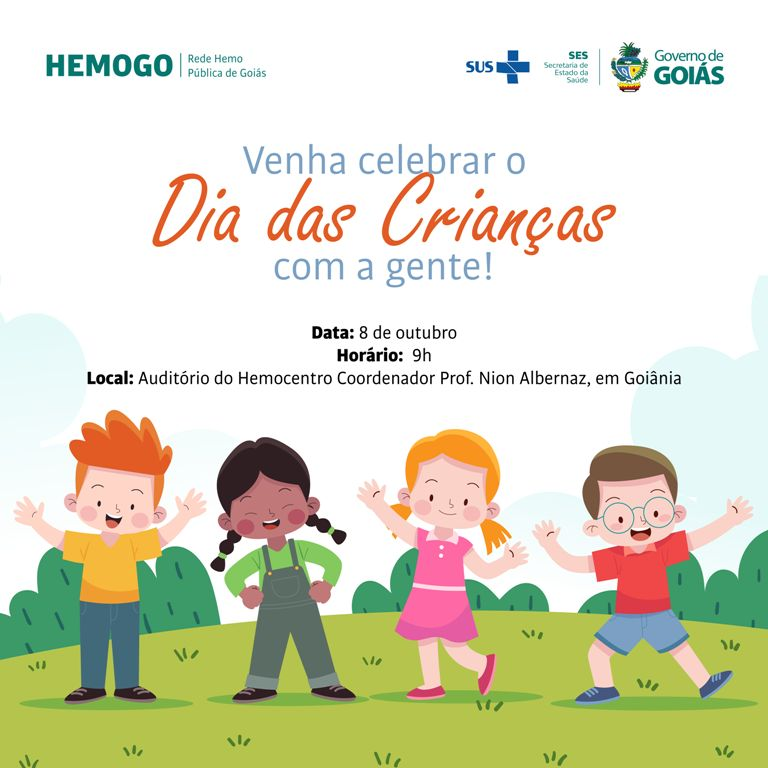 HEMOGO
Rede Hemo
Pública de Goiás
SUS
SES
Secretaria de
Estado da
Saúde
Governo de
GOIÁS
Venha celebrar o
Dia das Crianças
com a gente!
Data: 8 de outubro
Horário: 9h
Local: Auditório do Hemocentro Coordenador Prof. Nion Albernaz, em Goiânia